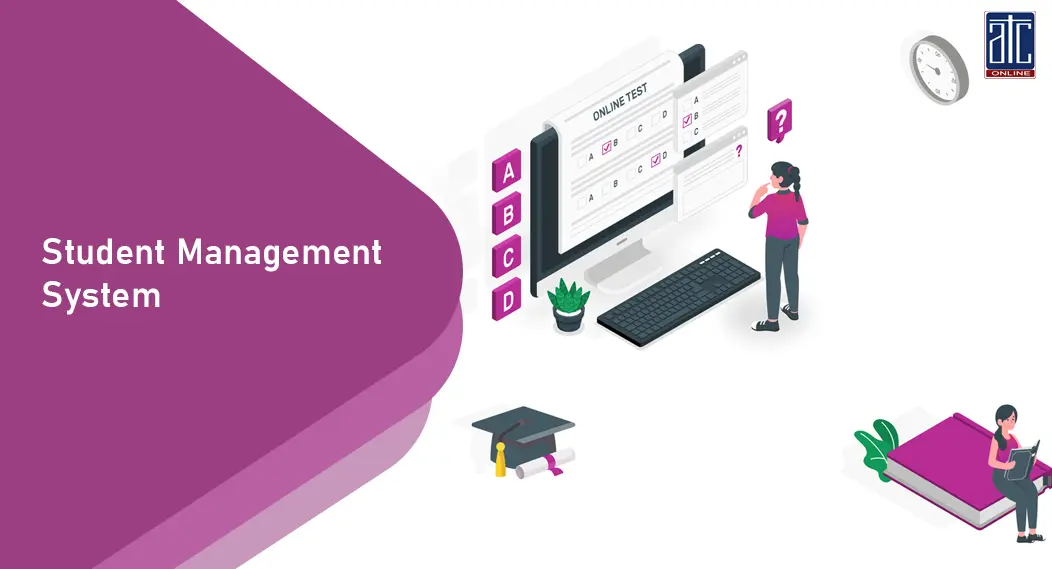 Student Management
System
ONLINE TEST
A
B
C
D
A
B
C
D
A
B
C
?
A
B
C
D
?
atc
ONLINE